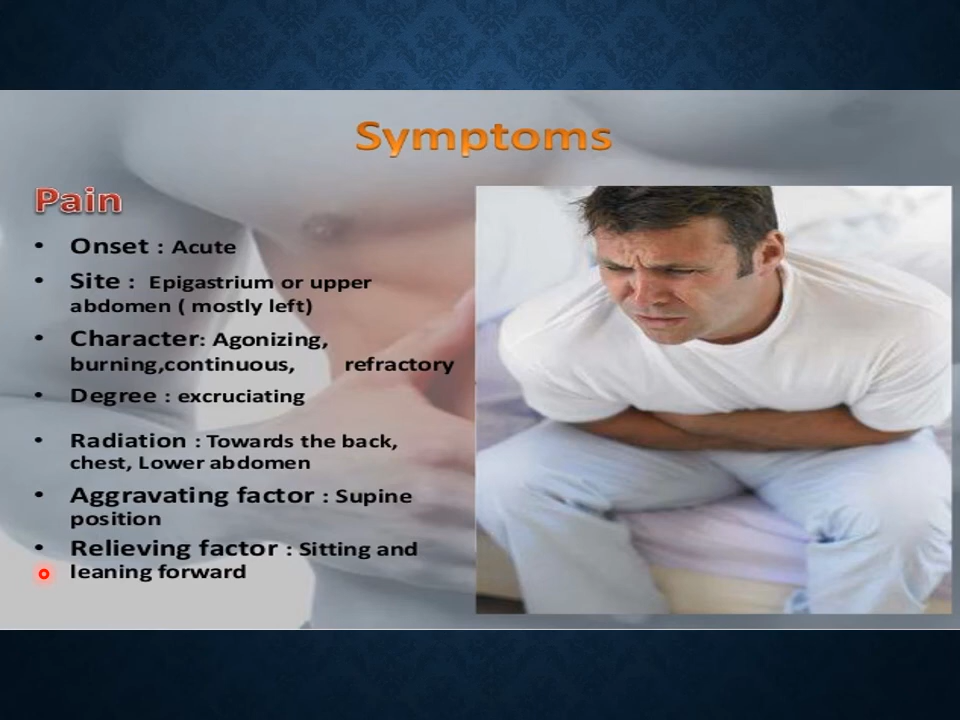 Symptoms
Pain
• Onset : Acute
• Site : Epigastrium or upper
abdomen ( mostly left)
• Character: Agonizing,
burning,continuous, refractory
• Degree : excruciating
• Radiation : Towards the back,
chest, Lower abdomen
• Aggravating factor : Supine
position
• Relieving factor : Sitting and
leaning forward